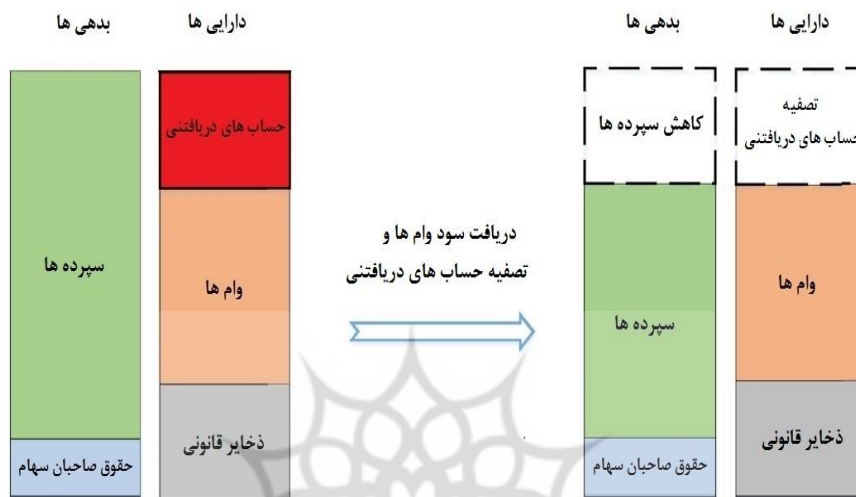 دارایی ها
بدهی ها
دارایی ها
بدهی ها
تصفیه
حساب های دریافتنی
کاهش سپرده ها
حساب های دریافتنی
دریافت سود وام ها و
تصفیه حساب های دریافتنی
وام ها
سپرده ها
وام ها
سپرده ها
ذخایر قانونی
حقوق صاحبان سهام
ذخایر قانونی
حقوق صاحبان سهام